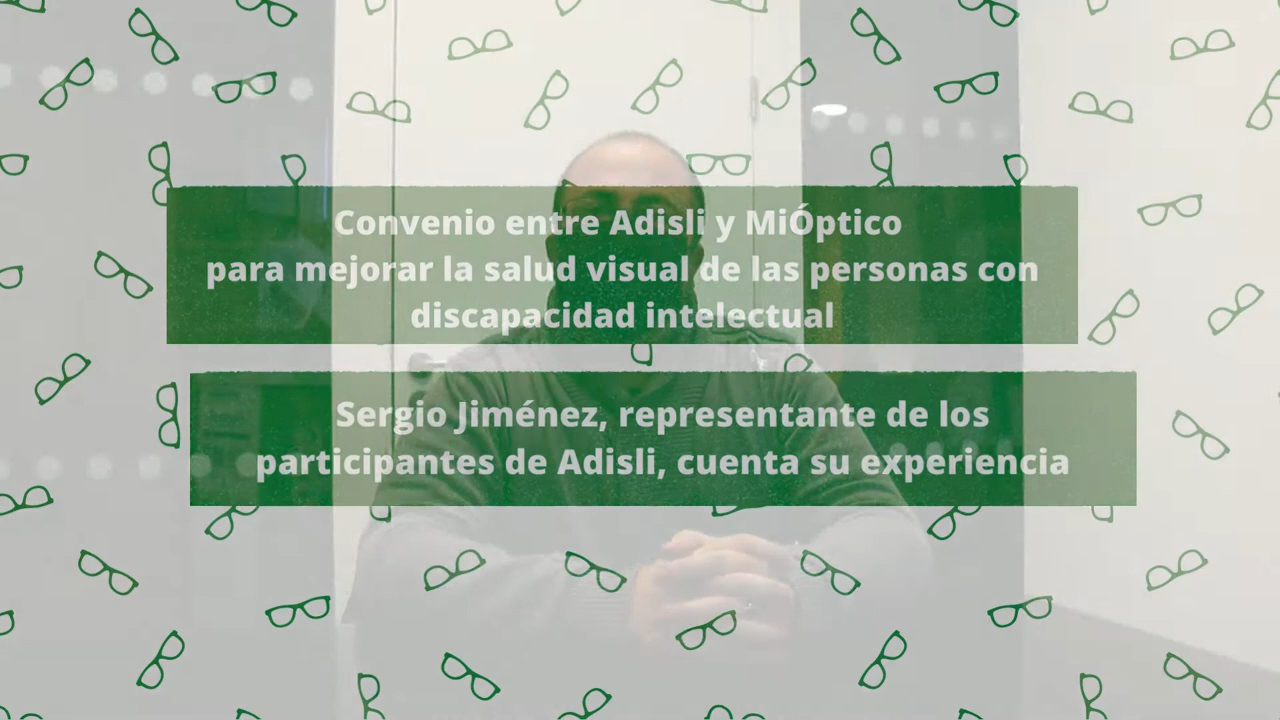 Convenio entre Adisli y MiÓptico
para mejorar la salud visual de las personas con
discapacidad intelectual
Sergio Jiménez, representante de los
participantes de Adisli, cuenta su experiencia